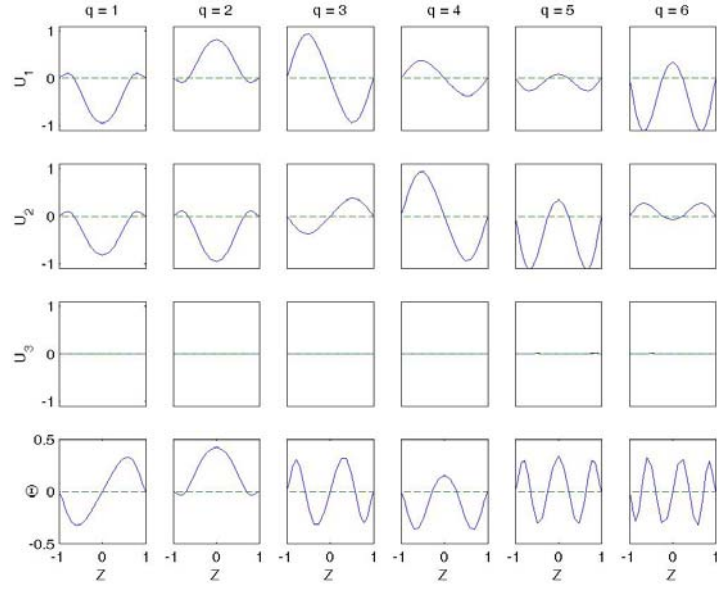 q = 1 q = 2 q = 3 q = 4 q = 5 q = 6
1
U1 0
-1
1
U2 0
-1
1
U3 0
-1
0.5
Θ 0
-0.5
-1 0 1 -1 0 1 -1 0 1 -1 0 1 -1 0 1 -1 0 1
Z Z Z Z Z Z